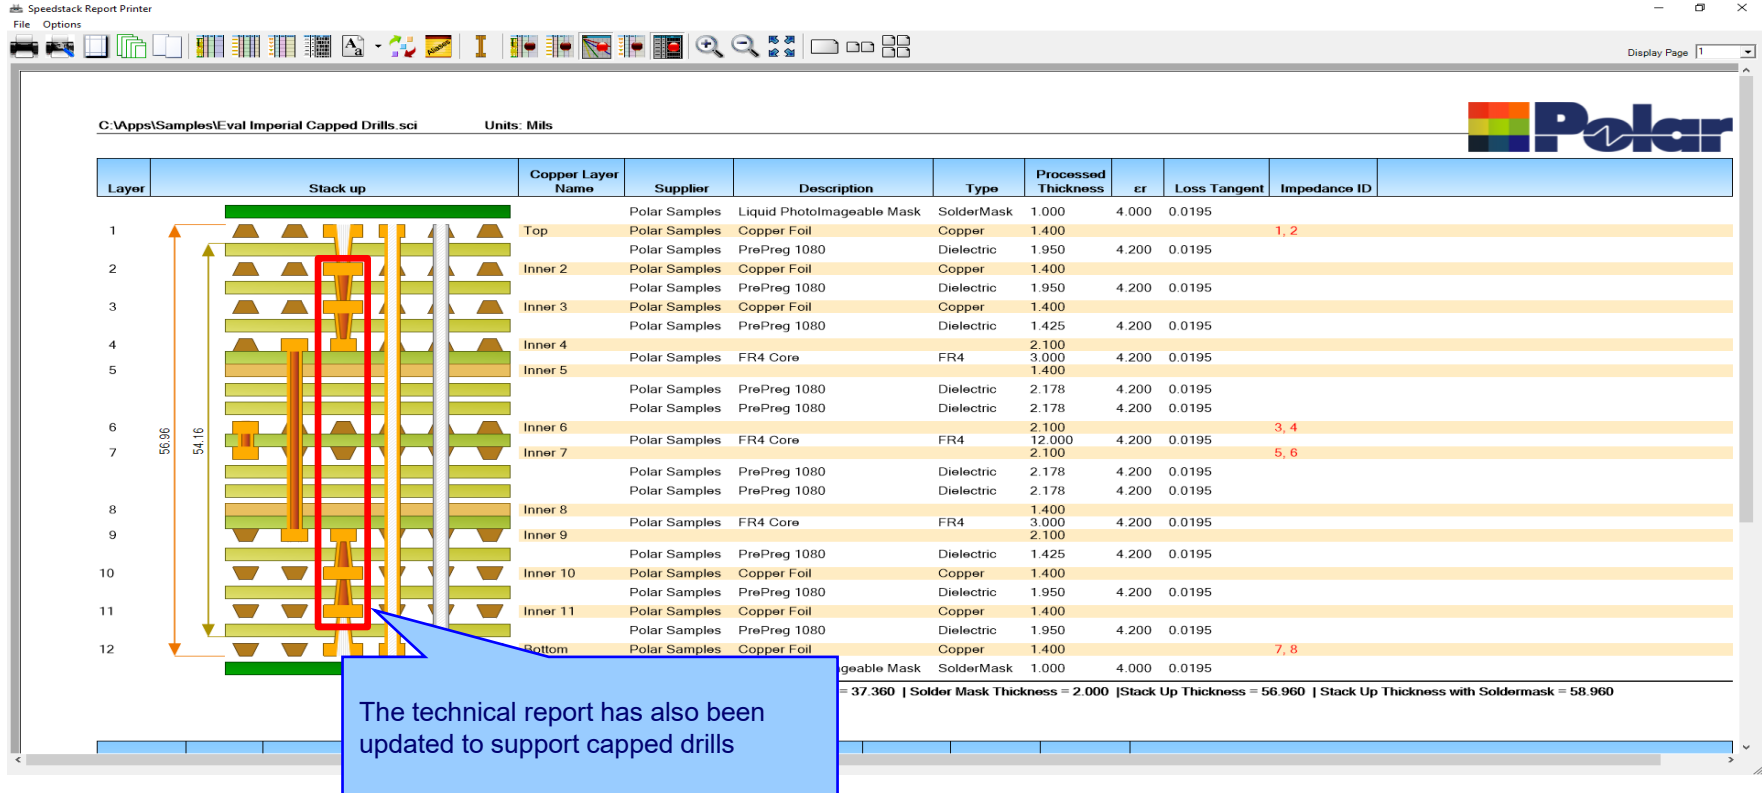 Speedstack Report Printer
File Options
Aa Aliases Display Page 1
C:\Apps\Samples\Eval Imperial Capped Drills.sci Units: Mils
Polar
Layer Stack up Copper Layer Name Supplier Description Type Processed Thickness εr Loss Tangent Impedance ID
Polar Samples Liquid PhotoImageable Mask SolderMask 1.000 4.000 0.0195
1 Top Polar Samples Copper Foil Copper 1.400 1, 2
Polar Samples PrePreg 1080 Dielectric 1.950 4.200 0.0195
2 Inner 2 Polar Samples Copper Foil Copper 1.400
Polar Samples PrePreg 1080 Dielectric 1.950 4.200 0.0195
3 Inner 3 Polar Samples Copper Foil Copper 1.400
Polar Samples PrePreg 1080 Dielectric 1.425 4.200 0.0195
4 Inner 4 2.100
Polar Samples FR4 Core FR4 3.000 4.200 0.0195
5 Inner 5 1.400
Polar Samples PrePreg 1080 Dielectric 2.178 4.200 0.0195
Polar Samples PrePreg 1080 Dielectric 2.178 4.200 0.0195
6 Inner 6 2.100 3, 4
56.96 54.16 Polar Samples FR4 Core FR4 12.000 4.200 0.0195
7 Inner 7 2.100 5, 6
Polar Samples PrePreg 1080 Dielectric 2.178 4.200 0.0195
Polar Samples PrePreg 1080 Dielectric 2.178 4.200 0.0195
8 Inner 8 1.400
Polar Samples FR4 Core FR4 3.000 4.200 0.0195
9 Inner 9 2.100
Polar Samples PrePreg 1080 Dielectric 1.425 4.200 0.0195
10 Inner 10 Polar Samples Copper Foil Copper 1.400
Polar Samples PrePreg 1080 Dielectric 1.950 4.200 0.0195
11 Inner 11 Polar Samples Copper Foil Copper 1.400
Polar Samples PrePreg 1080 Dielectric 1.950 4.200 0.0195
12 Bottom Polar Samples Copper Foil Copper 1.400 7, 8
geable Mask SolderMask 1.000 4.000 0.0195
= 37.360 | Solder Mask Thickness = 2.000 |Stack Up Thickness = 56.960 | Stack Up Thickness with Soldermask = 58.960
The technical report has also been
updated to support capped drills